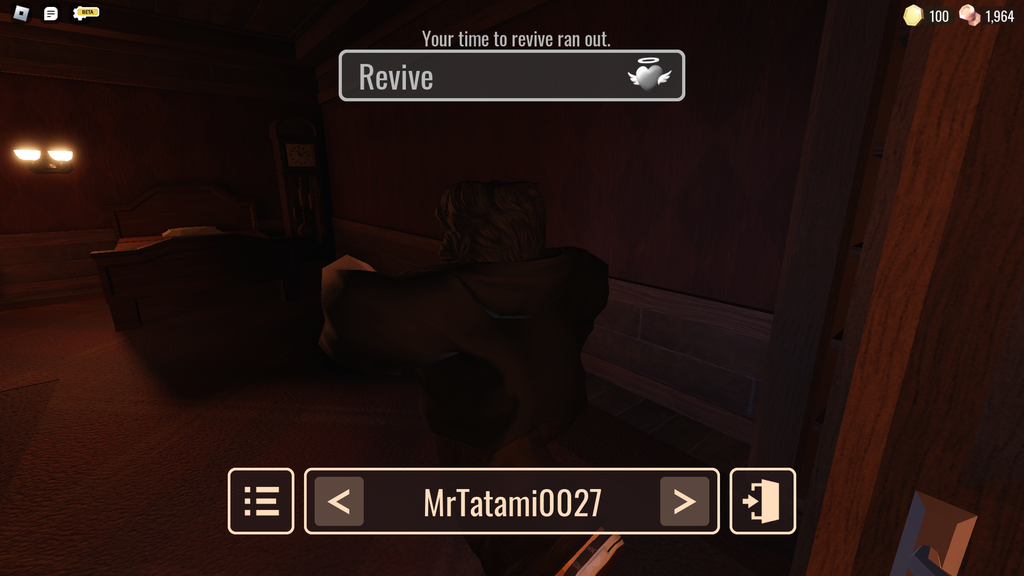 BETA
100
1,964
Your time to revive ran out.
Revive
<
MrTatami0027
>